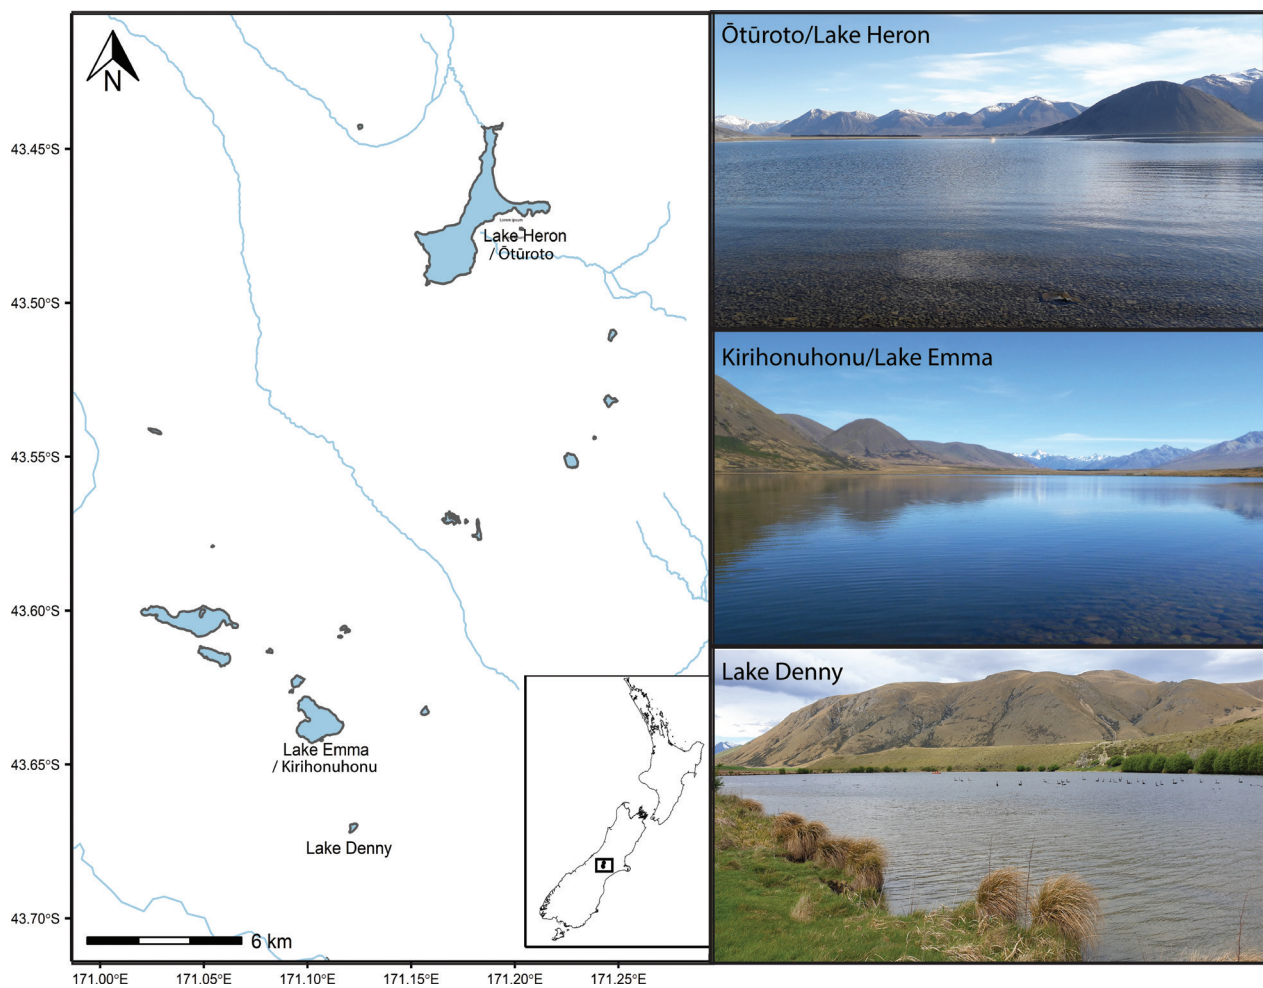 N
43.45°S
43.50°S
43.55°S
43.60°S
43.65°S
43.70°S
Lorem ipsum
Lake Heron
/ Ōtūroto
Lake Emma
/ Kirihonuhonu
Lake Denny
6 km
171.00°E
171.05°E
171.10°E
171.15°E
171.20°E
171.25°E
Ōtūroto/Lake Heron
Kirihonuhonu/Lake Emma
Lake Denny